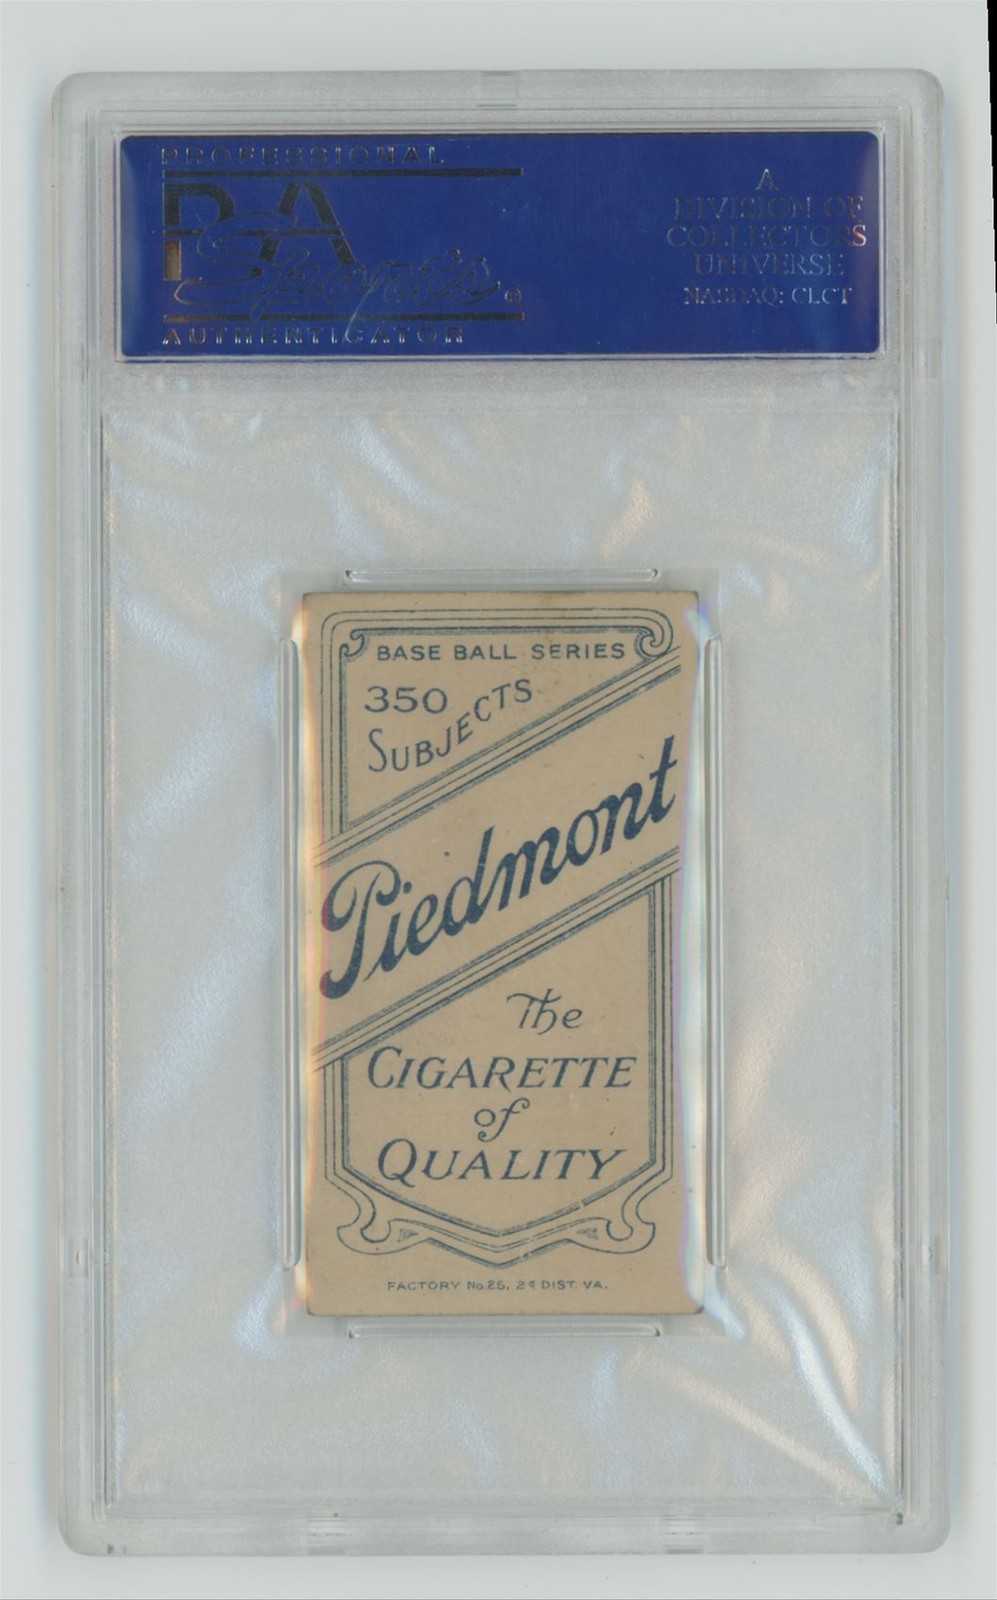 PROFESSIONAL
PSA
Sports ®
AUTHENTICATOR
A
DIVISION OF
COLLECTORS
UNIVERSE
NASDAQ: CLCT
BASE BALL SERIES
350
SUBJECTS
Piedmont
The
CIGARETTE
of
QUALITY
FACTORY No.25, 2D DIST. VA.